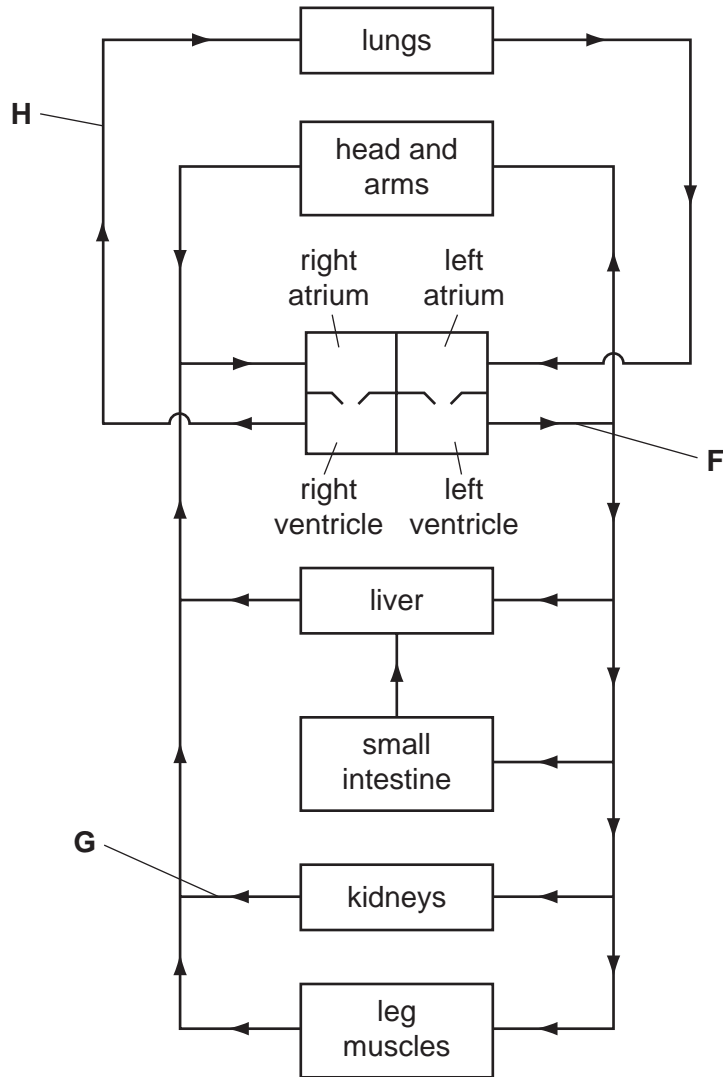 lungs
H
head and
arms
right
atrium
left
atrium
F
right
ventricle
left
ventricle
liver
small
intestine
G
kidneys
leg
muscles